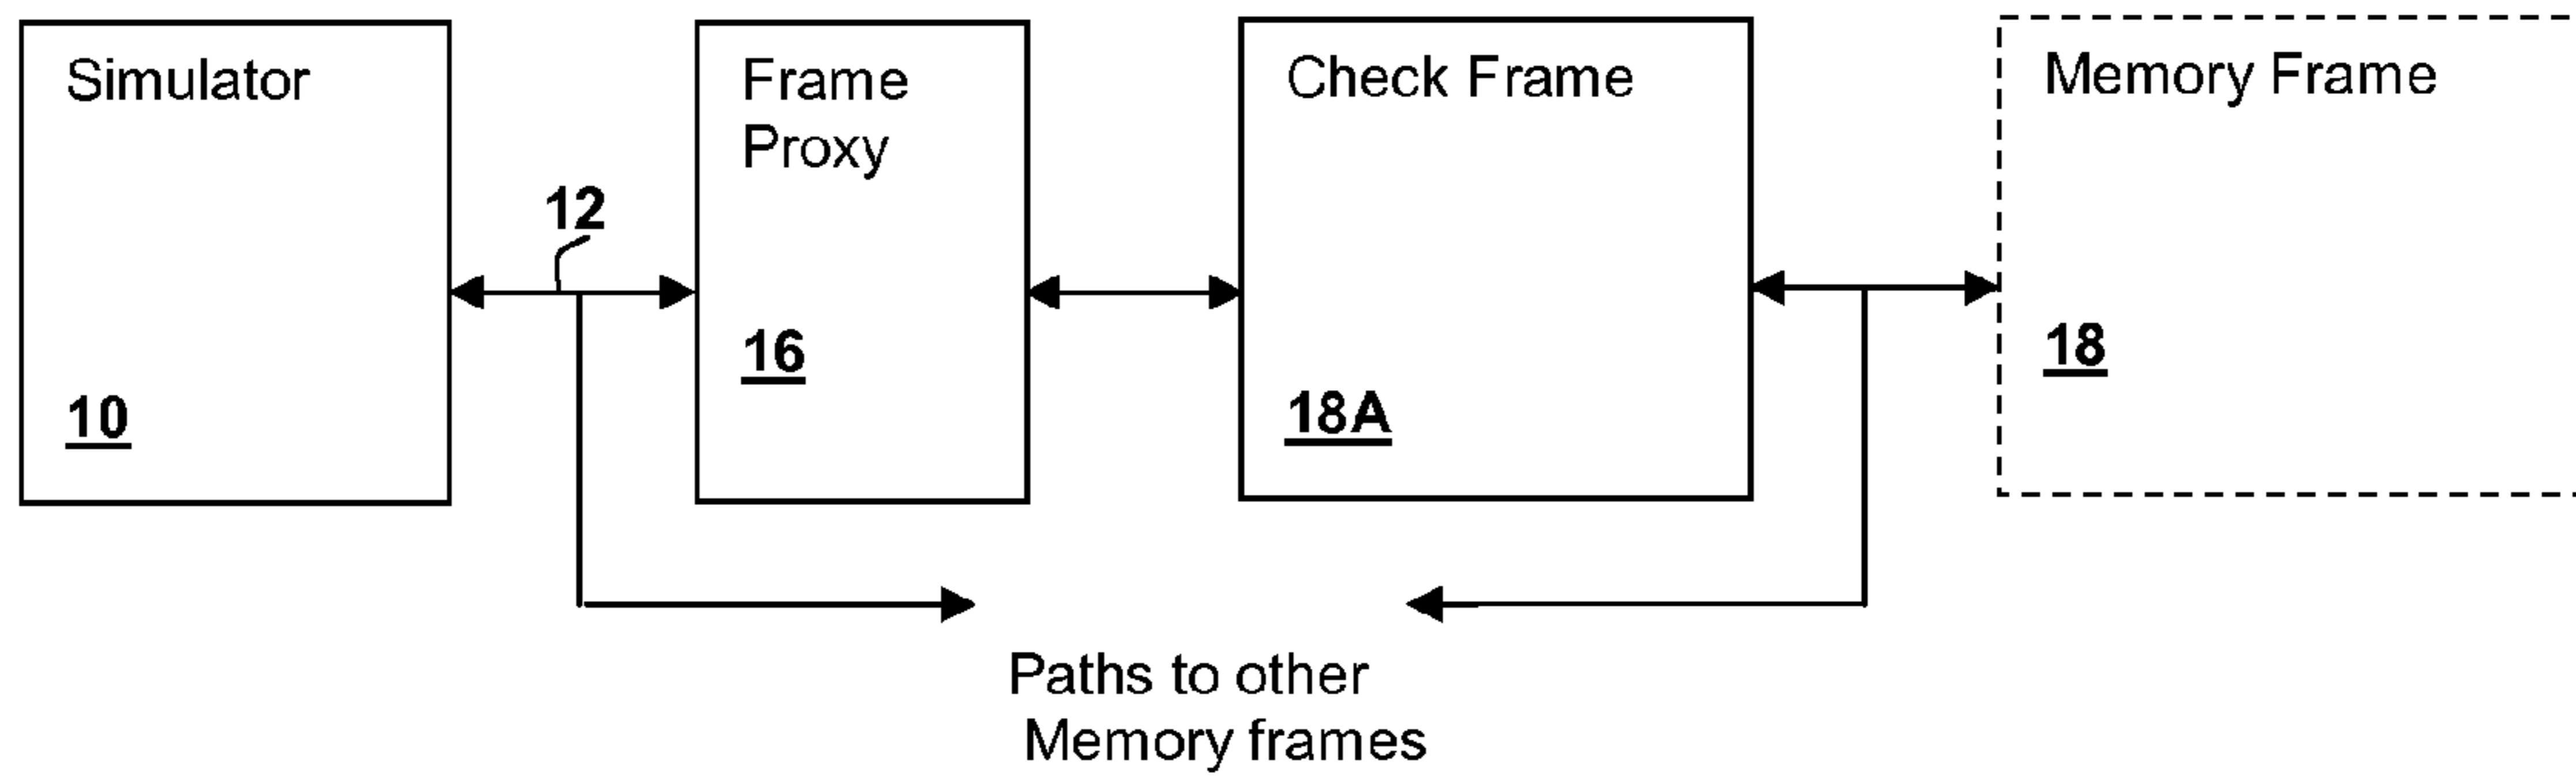 Simulator
10
12
Frame
Proxy
16
Check Frame
18A
Memory Frame
18
Paths to other
Memory frames